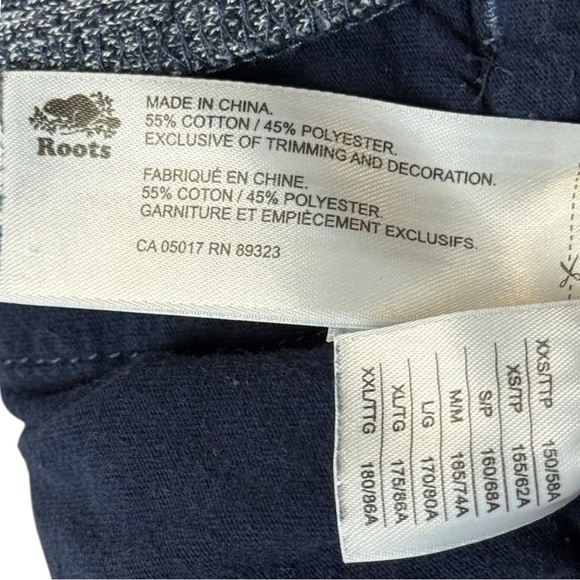 Roots
MADE IN CHINA.
55% COTTON / 45% POLYESTER.
EXCLUSIVE OF TRIMMING AND DECORATION.
FABRIQUÉ EN CHINE.
55% COTON / 45% POLYESTER.
GARNITURE ET EMPIÈCEMENT EXCLUSIFS.
CA 05017 RN 89323
XXS/TTP 150/58A
XS/TP 155/62A
S/P 160/68A
M/M 165/74A
L/G 170/80A
XL/TG 175/86A
XXL/TTG 180/86A